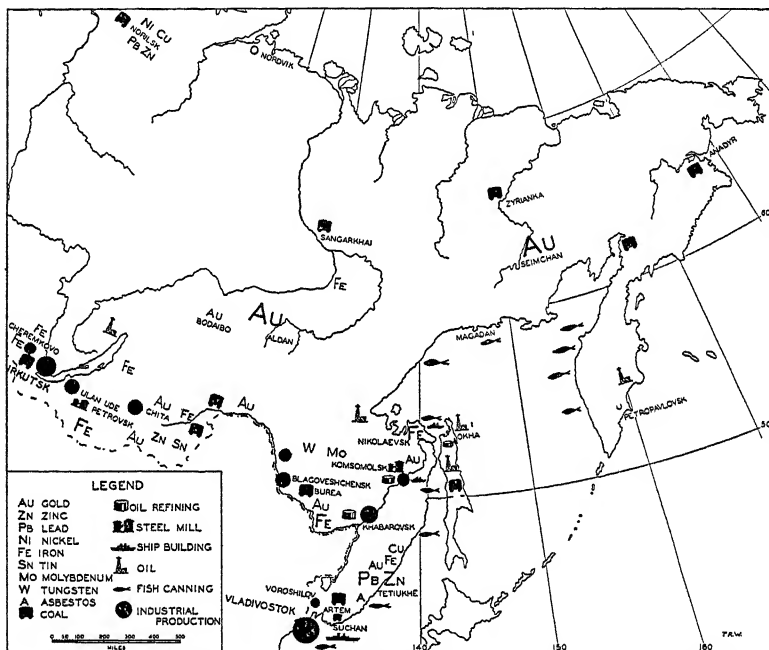 Ni Cu
NORILSK
Pb Zn
NORDVIK
ANADYR
ZYRIANKA
SANGARKHAI
Au
SEIMCHAN
60
Fe
Au
BODAIBO
Au
ALDAN
MAGADAN
Fe
CHEREMKOVO
Fe
Fe
IRKUTSK
ULAN UDE
PETROVSK
Au
CHITA
Fe
Au
Fe
Au
Zn Sn
PETROPAVLOVSK
50
NIKOLAEVSK
Fe
OKHA
W Mo
KOMSOMOLSK
Au
BLAGOVESHCHENSK
BUREA
Au
Fe
KHABAROVSK
Cu
Au
Fe
Pb Zn
A
TETIUKHE
VOROSHILOV
VLADIVOSTOK
ARTEM
SUCHAN
140
150
160
T.R.W.
LEGEND
Au GOLD
Zn ZINC
Pb LEAD
Ni NICKEL
Fe IRON
Sn TIN
Mo MOLYBDENUM
W TUNGSTEN
A ASBESTOS
COAL
OIL REFINING
STEEL MILL
SHIP BUILDING
OIL
FISH CANNING
INDUSTRIAL
PRODUCTION
MILES